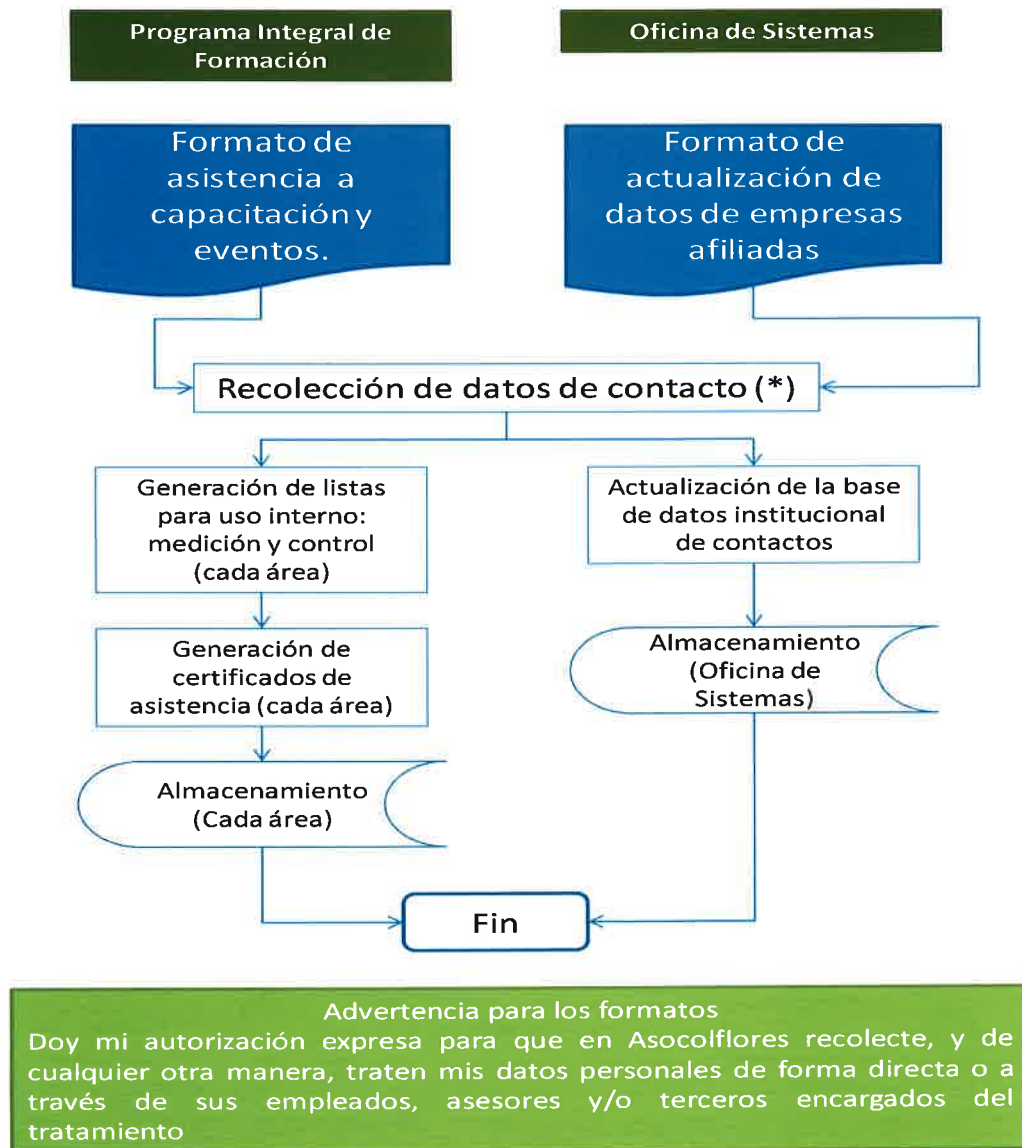 Programa Integral de
Formación
Oficina de Sistemas
Formato de
asistencia a
capacitación y
eventos.
Formato de
actualización de
datos de empresas
afiliadas
Recolección de datos de contacto (*)
Generación de listas
para uso interno:
medición y control
(cada área)
Actualización de la base
de datos institucional
de contactos
Generación de
certificados de
asistencia (cada área)
Almacenamiento
(Oficina de
Sistemas)
Almacenamiento
(Cada área)
Fin
Advertencia para los formatos
Doy mi autorización expresa para que en Asocolflores recolecte, y de
cualquier otra manera, traten mis datos personales de forma directa o a
través de sus empleados, asesores y/o terceros encargados del
tratamiento